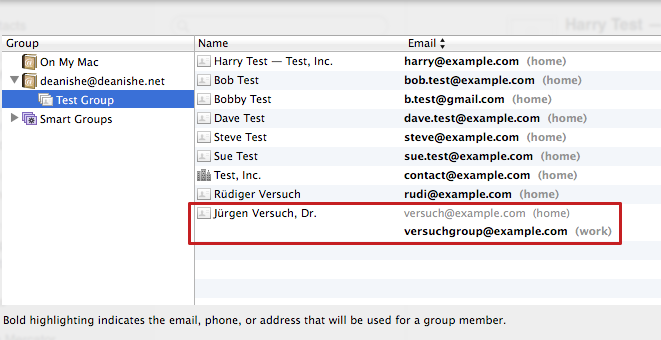 Harry Test —
Group
Name Email
On My Mac
deanishe@deanishe.net
Test Group
Smart Groups
Harry Test — Test, Inc. harry@example.com (home)
Bob Test bob.test@example.com (home)
Bobby Test b.test@gmail.com (home)
Dave Test dave.test@example.com (home)
Steve Test steve@example.com (home)
Sue Test sue.test@example.com (home)
Test, Inc. contact@example.com (home)
Rüdiger Versuch rudi@example.com (home)
Jürgen Versuch, Dr. versuch@example.com (home)
versuchgroup@example.com (work)
Bold highlighting indicates the email, phone, or address that will be used for a group member.